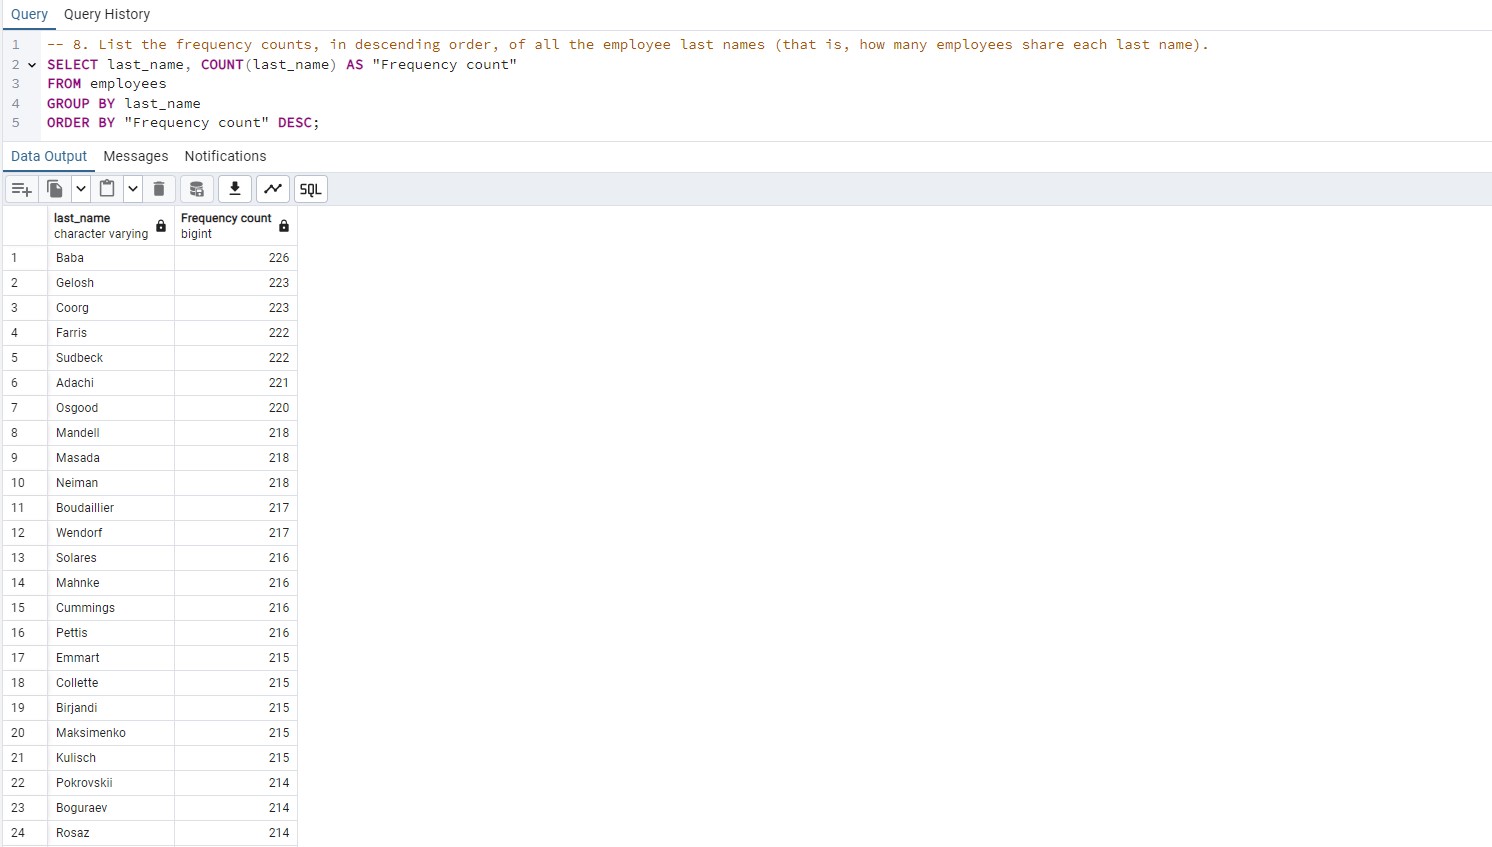 Query Query History
1 -- 8. List the frequency counts, in descending order, of all the employee last names (that is, how many employees share each last name).
2 SELECT last_name, COUNT(last_name) AS "Frequency count"
3 FROM employees
4 GROUP BY last_name
5 ORDER BY "Frequency count" DESC;
Data Output Messages Notifications
SQL
last_name Frequency count
character varying bigint
1 Baba 226
2 Gelosh 223
3 Coorg 223
4 Farris 222
5 Sudbeck 222
6 Adachi 221
7 Osgood 220
8 Mandell 218
9 Masada 218
10 Neiman 218
11 Boudaillier 217
12 Wendorf 217
13 Solares 216
14 Mahnke 216
15 Cummings 216
16 Pettis 216
17 Emmart 215
18 Collette 215
19 Birjandi 215
20 Maksimenko 215
21 Kulisch 215
22 Pokrovskii 214
23 Boguraev 214
24 Rosaz 214